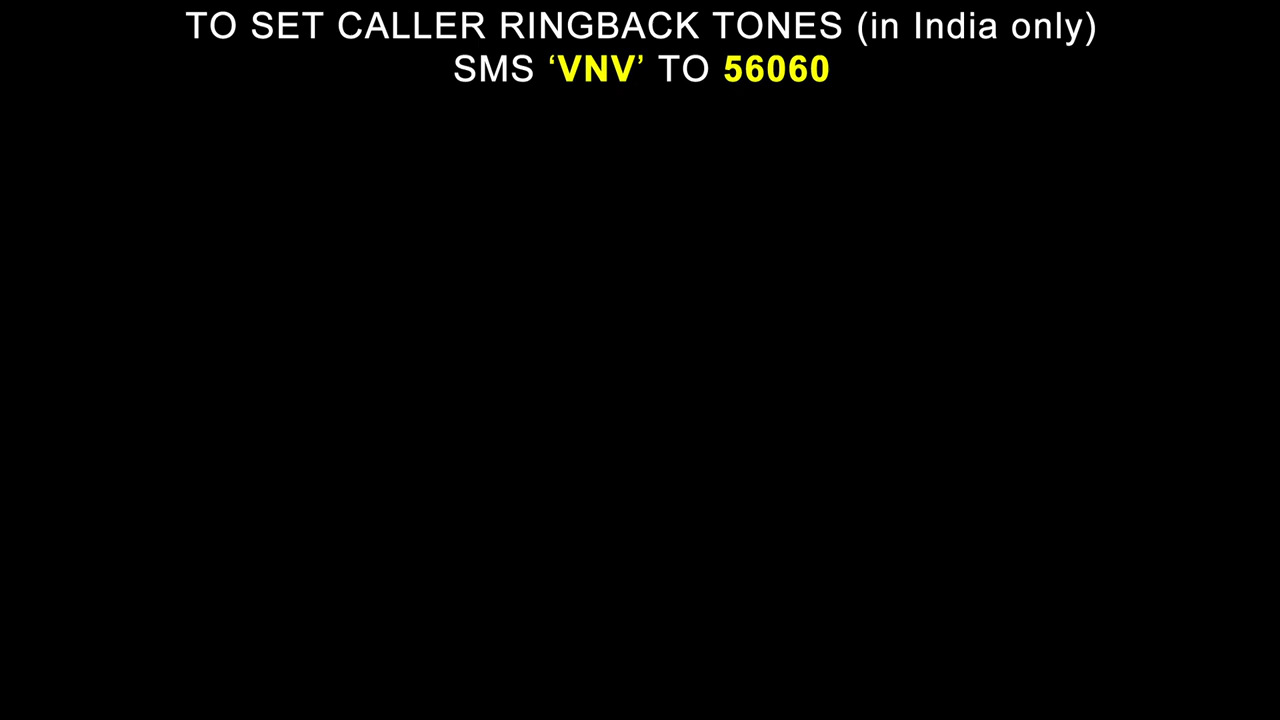 TO SET CALLER RINGBACK TONES (in India only)
SMS ‘VNV’ TO 56060